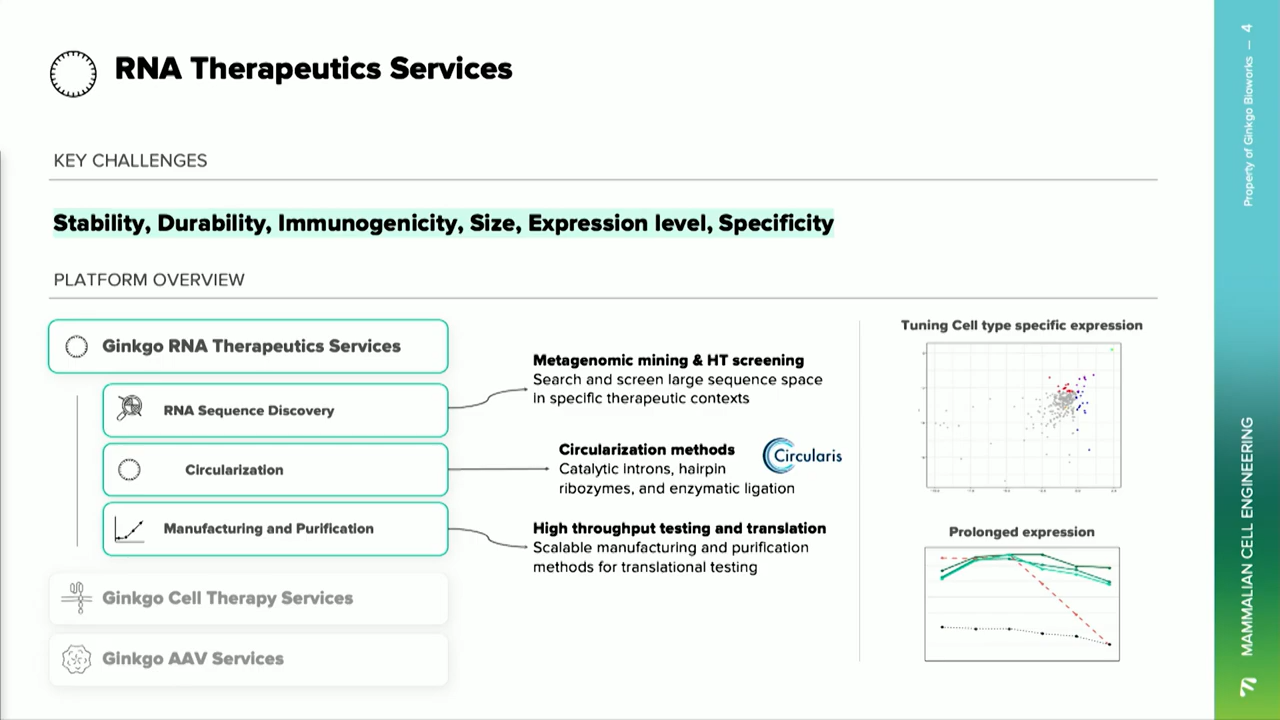 RNA Therapeutics Services
KEY CHALLENGES
Stability, Durability, Immunogenicity, Size, Expression level, Specificity
PLATFORM OVERVIEW
Ginkgo RNA Therapeutics Services
RNA Sequence Discovery
Circularization
Manufacturing and Purification
Ginkgo Cell Therapy Services
Ginkgo AAV Services
Metagenomic mining & HT screening
Search and screen large sequence space
in specific therapeutic contexts
Circularization methods
Catalytic introns, hairpin
ribozymes, and enzymatic ligation
Circularis
High throughput testing and translation
Scalable manufacturing and purification
methods for translational testing
Tuning Cell type specific expression
Prolonged expression
Property of Ginkgo Bioworks — 4
MAMMALIAN CELL ENGINEERING